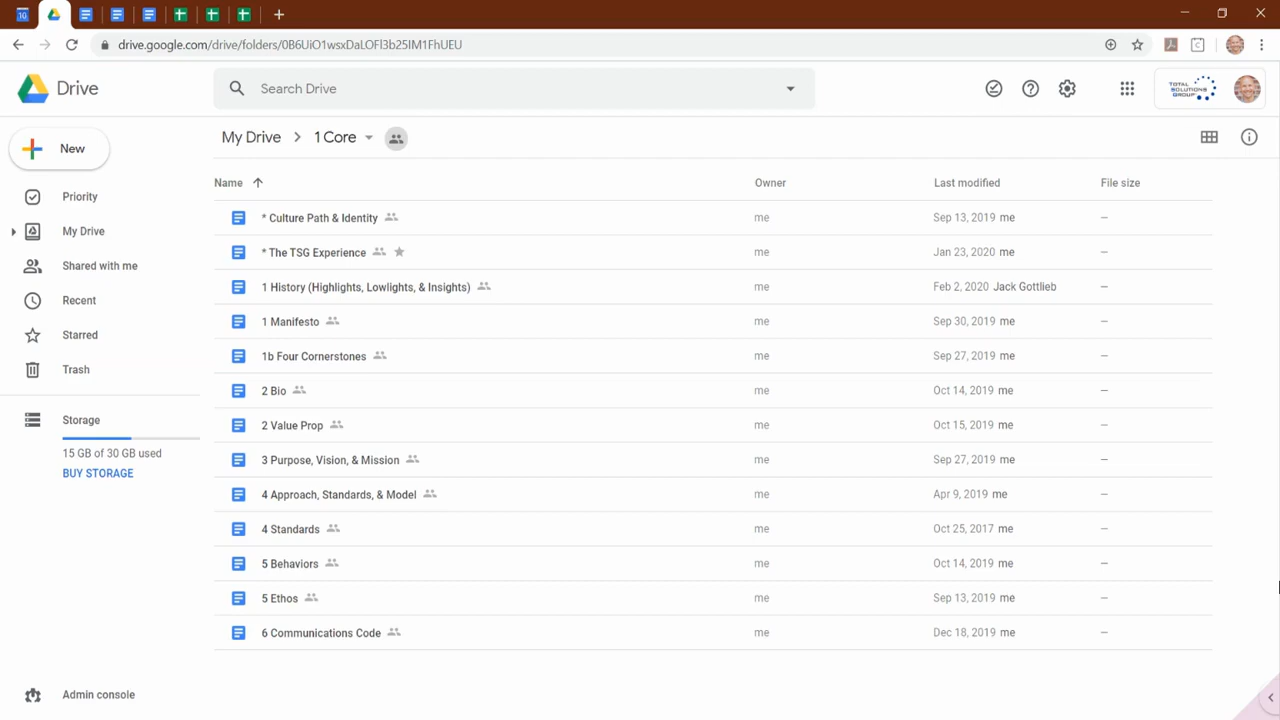 10
drive.google.com/drive/folders/0B6UiO1wsxDaLOFl3b25IM1FhUEU
Drive
Search Drive
TOTAL
SOLUTIONS
GROUP
New
My Drive
1 Core
Priority
My Drive
Shared with me
Recent
Starred
Trash
Storage
15 GB of 30 GB used
BUY STORAGE
Admin console
Name Owner Last modified File size
* Culture Path & Identity me Sep 13, 2019 me –
* The TSG Experience me Jan 23, 2020 me –
1 History (Highlights, Lowlights, & Insights) me Feb 2, 2020 Jack Gottlieb –
1 Manifesto me Sep 30, 2019 me –
1b Four Cornerstones me Sep 27, 2019 me –
2 Bio me Oct 14, 2019 me –
2 Value Prop me Oct 15, 2019 me –
3 Purpose, Vision, & Mission me Sep 27, 2019 me –
4 Approach, Standards, & Model me Apr 9, 2019 me –
4 Standards me Oct 25, 2017 me –
5 Behaviors me Oct 14, 2019 me –
5 Ethos me Sep 13, 2019 me –
6 Communications Code me Dec 18, 2019 me –